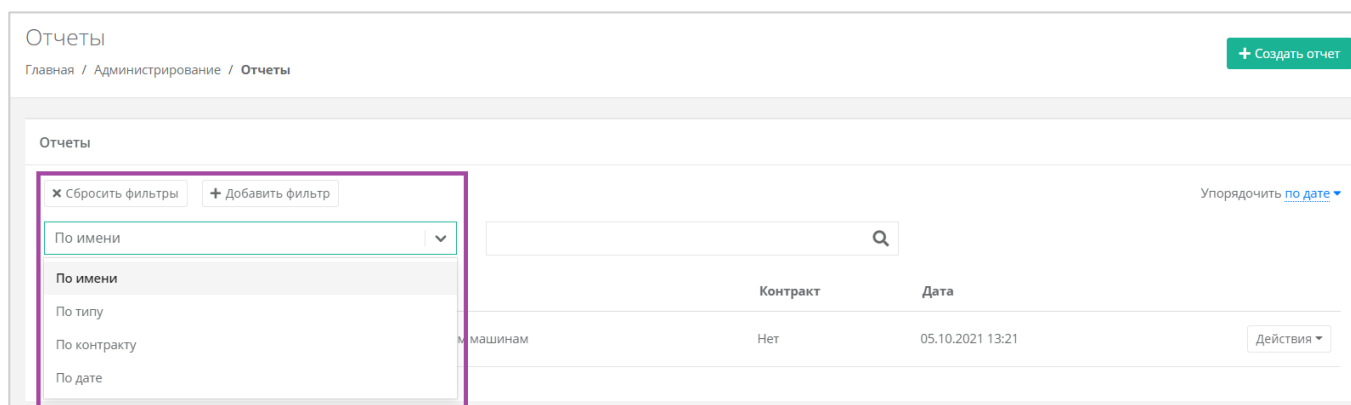 Отчеты
+ Создать отчет
Главная / Администрирование / Отчеты
Отчеты
× Сбросить фильтры + Добавить фильтр Упорядочить по дате
По имени
По имени
Контракт Дата
По типу
машинам Нет 05.10.2021 13:21 Действия
По контракту
По дате